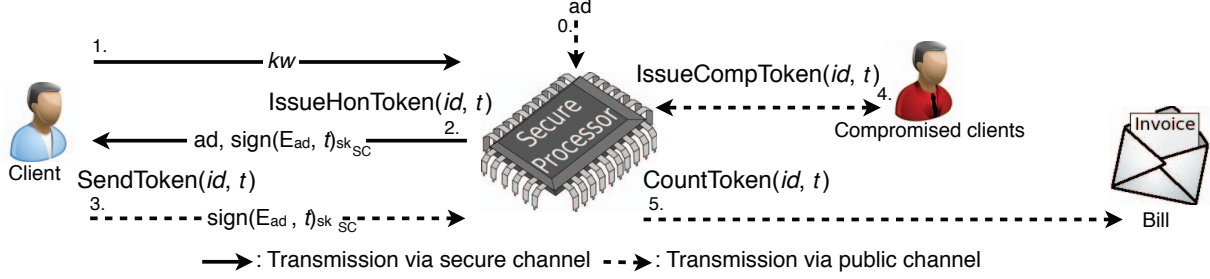 ad
0.
1.
kw
IssueCompToken(id, t)
4.
IssueHonToken(id, t)
2.
Secure
Processor
Invoice
ad, sign(Ead, t)skSC
Compromised clients
Client
SendToken(id, t)
CountToken(id, t)
3.
sign(Ead , t)sk SC
5.
Bill
: Transmission via secure channel
: Transmission via public channel